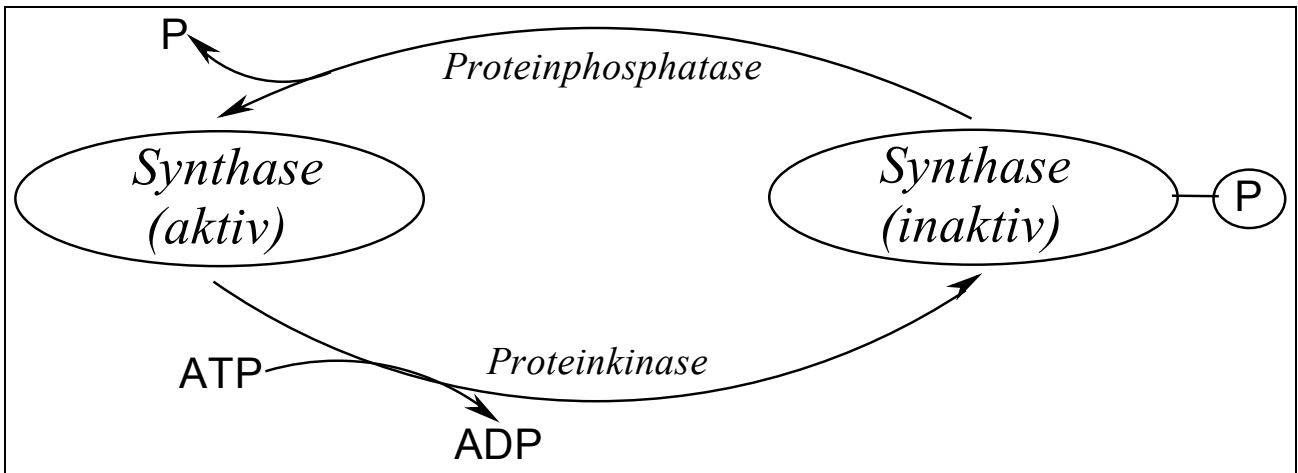 P
Proteinphosphatase
Synthase
(aktiv)
Synthase
(inaktiv)
P
ATP
Proteinkinase
ADP